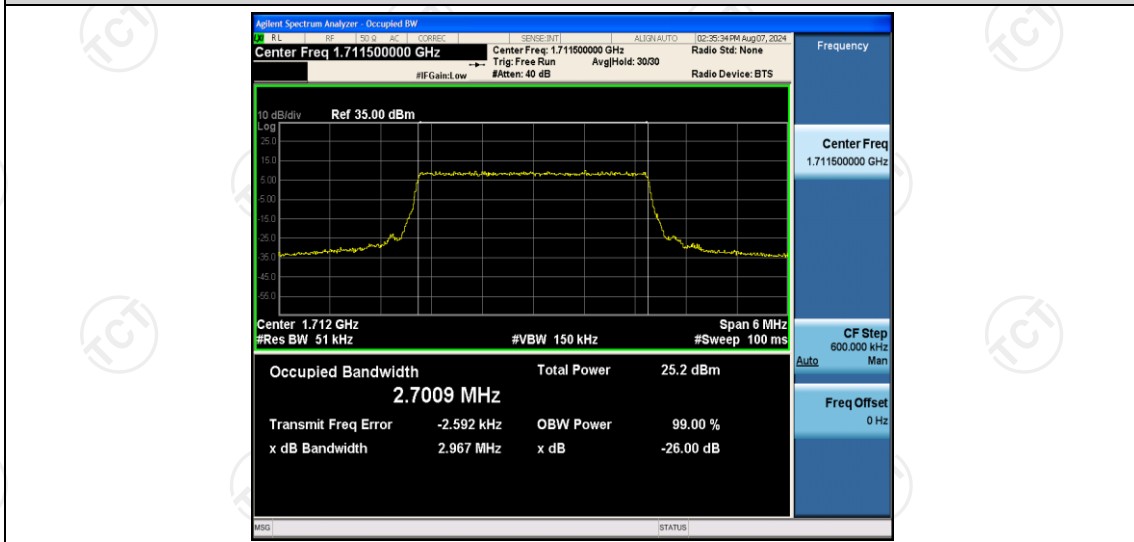 Agilent Spectrum Analyzer - Occupied BW
RL RF 50 Ω AC CORREC SENSE:INT ALIGN AUTO 02:35:34 PM Aug 07, 2024
Center Freq 1.711500000 GHz
Center Freq: 1.711500000 GHz
Radio Std: None
Trig: Free Run Avg|Hold: 30/30
#IFGain:Low #Atten: 40 dB Radio Device: BTS
Frequency
10 dB/div Ref 35.00 dBm
Log
25.0
15.0
5.00
-5.00
-15.0
-25.0
-35.0
-45.0
-55.0
Center 1.712 GHz Span 6 MHz
#Res BW 51 kHz #VBW 150 kHz #Sweep 100 ms
Center Freq
1.711500000 GHz
CF Step
600.000 kHz
Auto Man
Freq Offset
0 Hz
Occupied Bandwidth Total Power 25.2 dBm
2.7009 MHz
Transmit Freq Error -2.592 kHz OBW Power 99.00 %
x dB Bandwidth 2.967 MHz x dB -26.00 dB
MSG STATUS
TCT
TCT
TCT
TCT